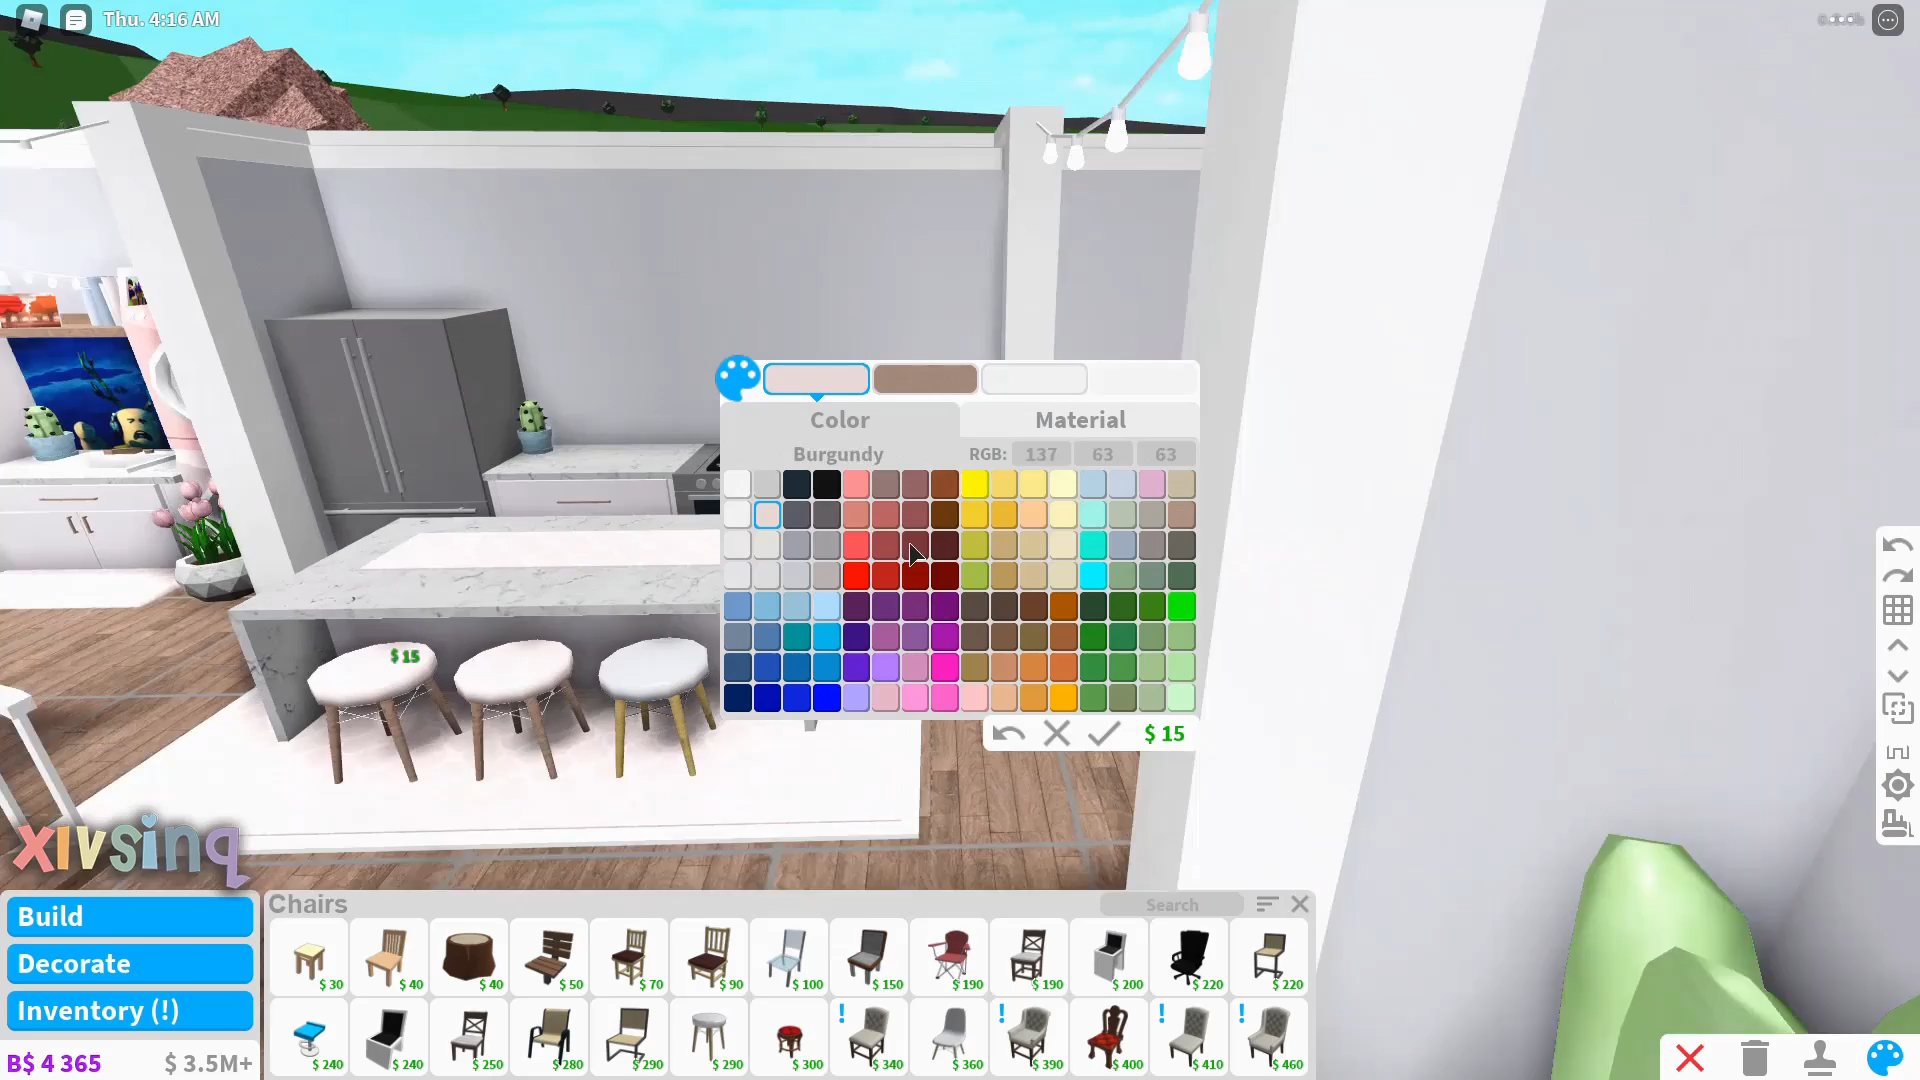 Thu. 4:16 AM
Color
Material
Burgundy
RGB: 137 63 63
$ 15
$ 15
xivsinq
Build
Decorate
Inventory (!)
B$ 4 365
$ 3.5M+
Chairs
Search
$ 30
$ 40
$ 40
$ 50
$ 70
$ 90
$ 100
$ 150
$ 190
$ 190
$ 200
$ 220
$ 220
$ 240
$ 240
$ 250
$ 280
$ 290
$ 290
$ 300
! $ 340
$ 360
! $ 390
$ 400
! $ 410
! $ 460